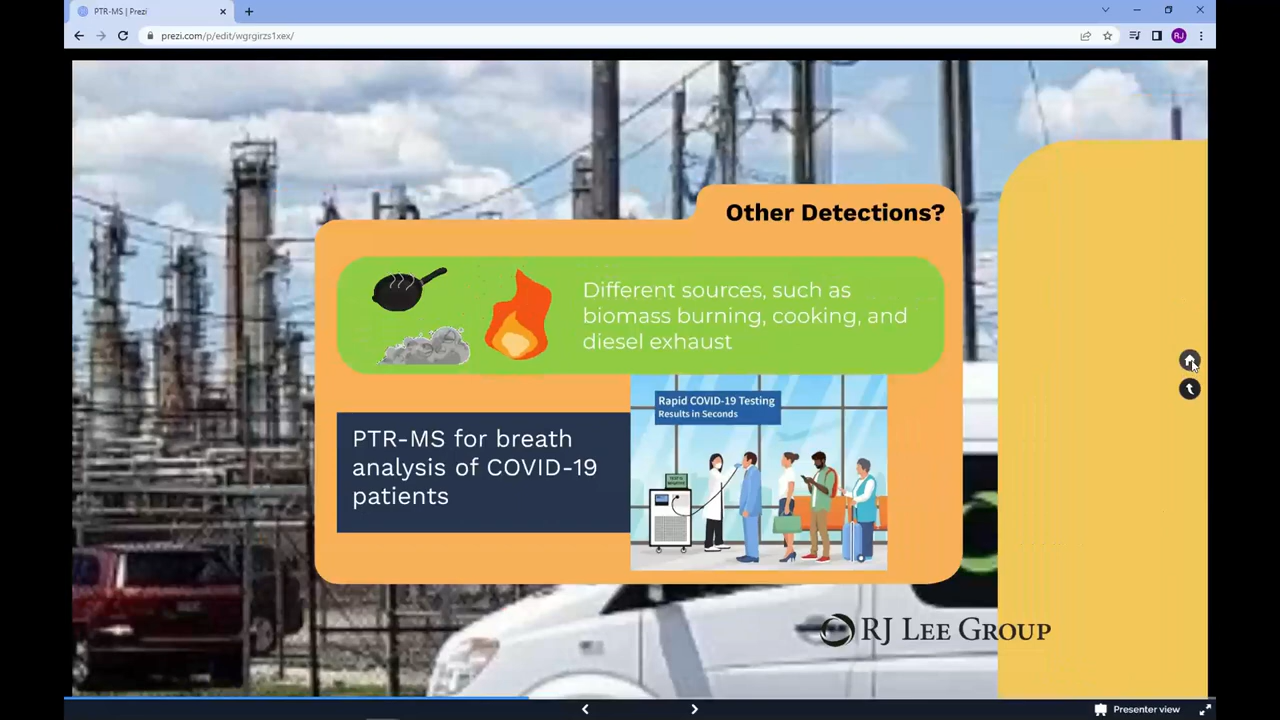 PTR-MS | Prezi
prezi.com/p/edit/wgrgirzs1xex/
RJ
Other Detections?
Different sources, such as
biomass burning, cooking, and
diesel exhaust
PTR-MS for breath
analysis of COVID-19
patients
Rapid COVID-19 Testing
Results in Seconds
RJ LEE GROUP
Presenter view